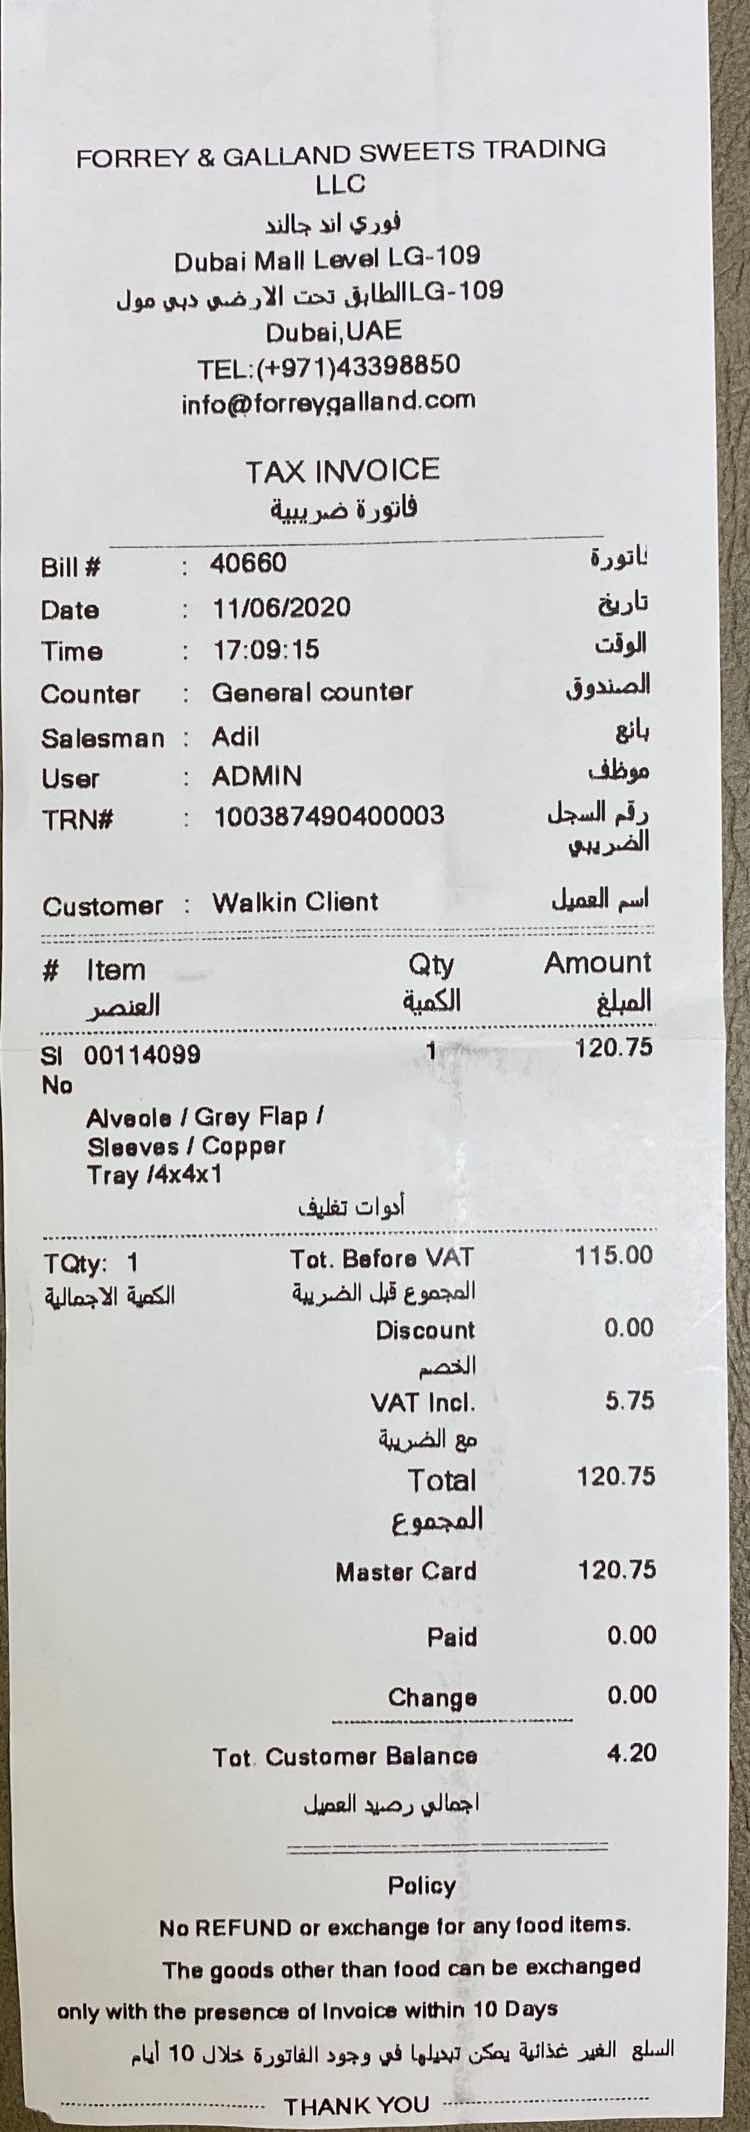 FORREY & GALLAND SWEETS TRADING
LLC
فوري اند جالند
Dubai Mall Level LG-109
الطابق تحت الارضي دبي مول LG-109
Dubai,UAE
TEL:(+971)43398850
info@forreygalland.com
TAX INVOICE
فاتورة ضريبية
Bill # : 40660 فاتورة
Date : 11/06/2020 تاريخ
Time : 17:09:15 الوقت
Counter : General counter الصندوق
Salesman : Adil بائع
User : ADMIN موظف
TRN# : 100387490400003 رقم السجل
الضريبي
Customer : Walkin Client اسم العميل
# Item Qty Amount
العنصر الكمية المبلغ
SI 00114099 1 120.75
No
Alveole / Grey Flap /
Sleeves / Copper
Tray /4x4x1
أدوات تغليف
TQty: 1 Tot. Before VAT 115.00
الكمية الاجمالية المجموع قبل الضريبة
Discount 0.00
الخصم
VAT Incl. 5.75
مع الضريبة
Total 120.75
المجموع
Master Card 120.75
Paid 0.00
Change 0.00
Tot. Customer Balance 4.20
اجمالي رصيد العميل
Policy
No REFUND or exchange for any food items.
The goods other than food can be exchanged
only with the presence of Invoice within 10 Days
السلع الغير غذائية يمكن تبديلها في وجود الفاتورة خلال 10 أيام
THANK YOU